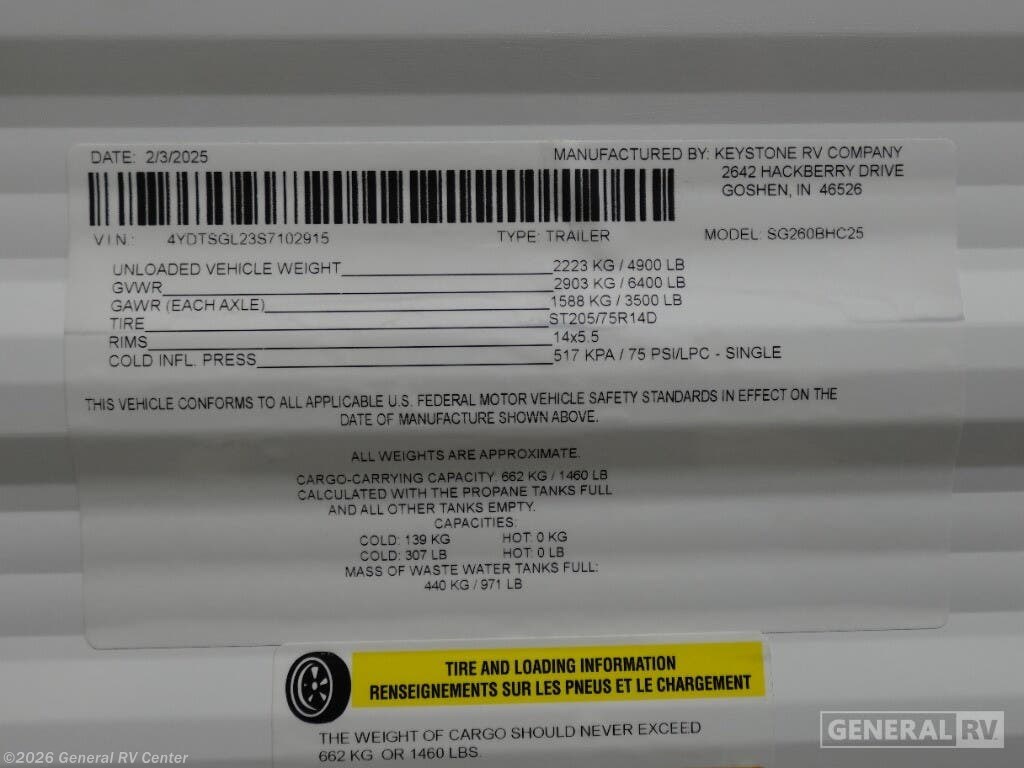 DATE: 2/3/2025
MANUFACTURED BY: KEYSTONE RV COMPANY
2642 HACKBERRY DRIVE
GOSHEN, IN 46526
VIN: 4YDTSGL23S7102915 TYPE: TRAILER MODEL: SG260BHC25
UNLOADED VEHICLE WEIGHT 2223 KG / 4900 LB
GVWR 2903 KG / 6400 LB
GAWR (EACH AXLE) 1588 KG / 3500 LB
TIRE ST205/75R14D
RIMS 14x5.5
COLD INFL. PRESS 517 KPA / 75 PSI/LPC - SINGLE
THIS VEHICLE CONFORMS TO ALL APPLICABLE U.S. FEDERAL MOTOR VEHICLE SAFETY STANDARDS IN EFFECT ON THE
DATE OF MANUFACTURE SHOWN ABOVE.
ALL WEIGHTS ARE APPROXIMATE.
CARGO-CARRYING CAPACITY: 662 KG / 1460 LB
CALCULATED WITH THE PROPANE TANKS FULL
AND ALL OTHER TANKS EMPTY.
CAPACITIES:
COLD: 139 KG HOT: 0 KG
COLD: 307 LB HOT: 0 LB
MASS OF WASTE WATER TANKS FULL:
440 KG / 971 LB
TIRE AND LOADING INFORMATION
RENSEIGNEMENTS SUR LES PNEUS ET LE CHARGEMENT
THE WEIGHT OF CARGO SHOULD NEVER EXCEED
662 KG OR 1460 LBS.
GENERAL RV
©2026 General RV Center